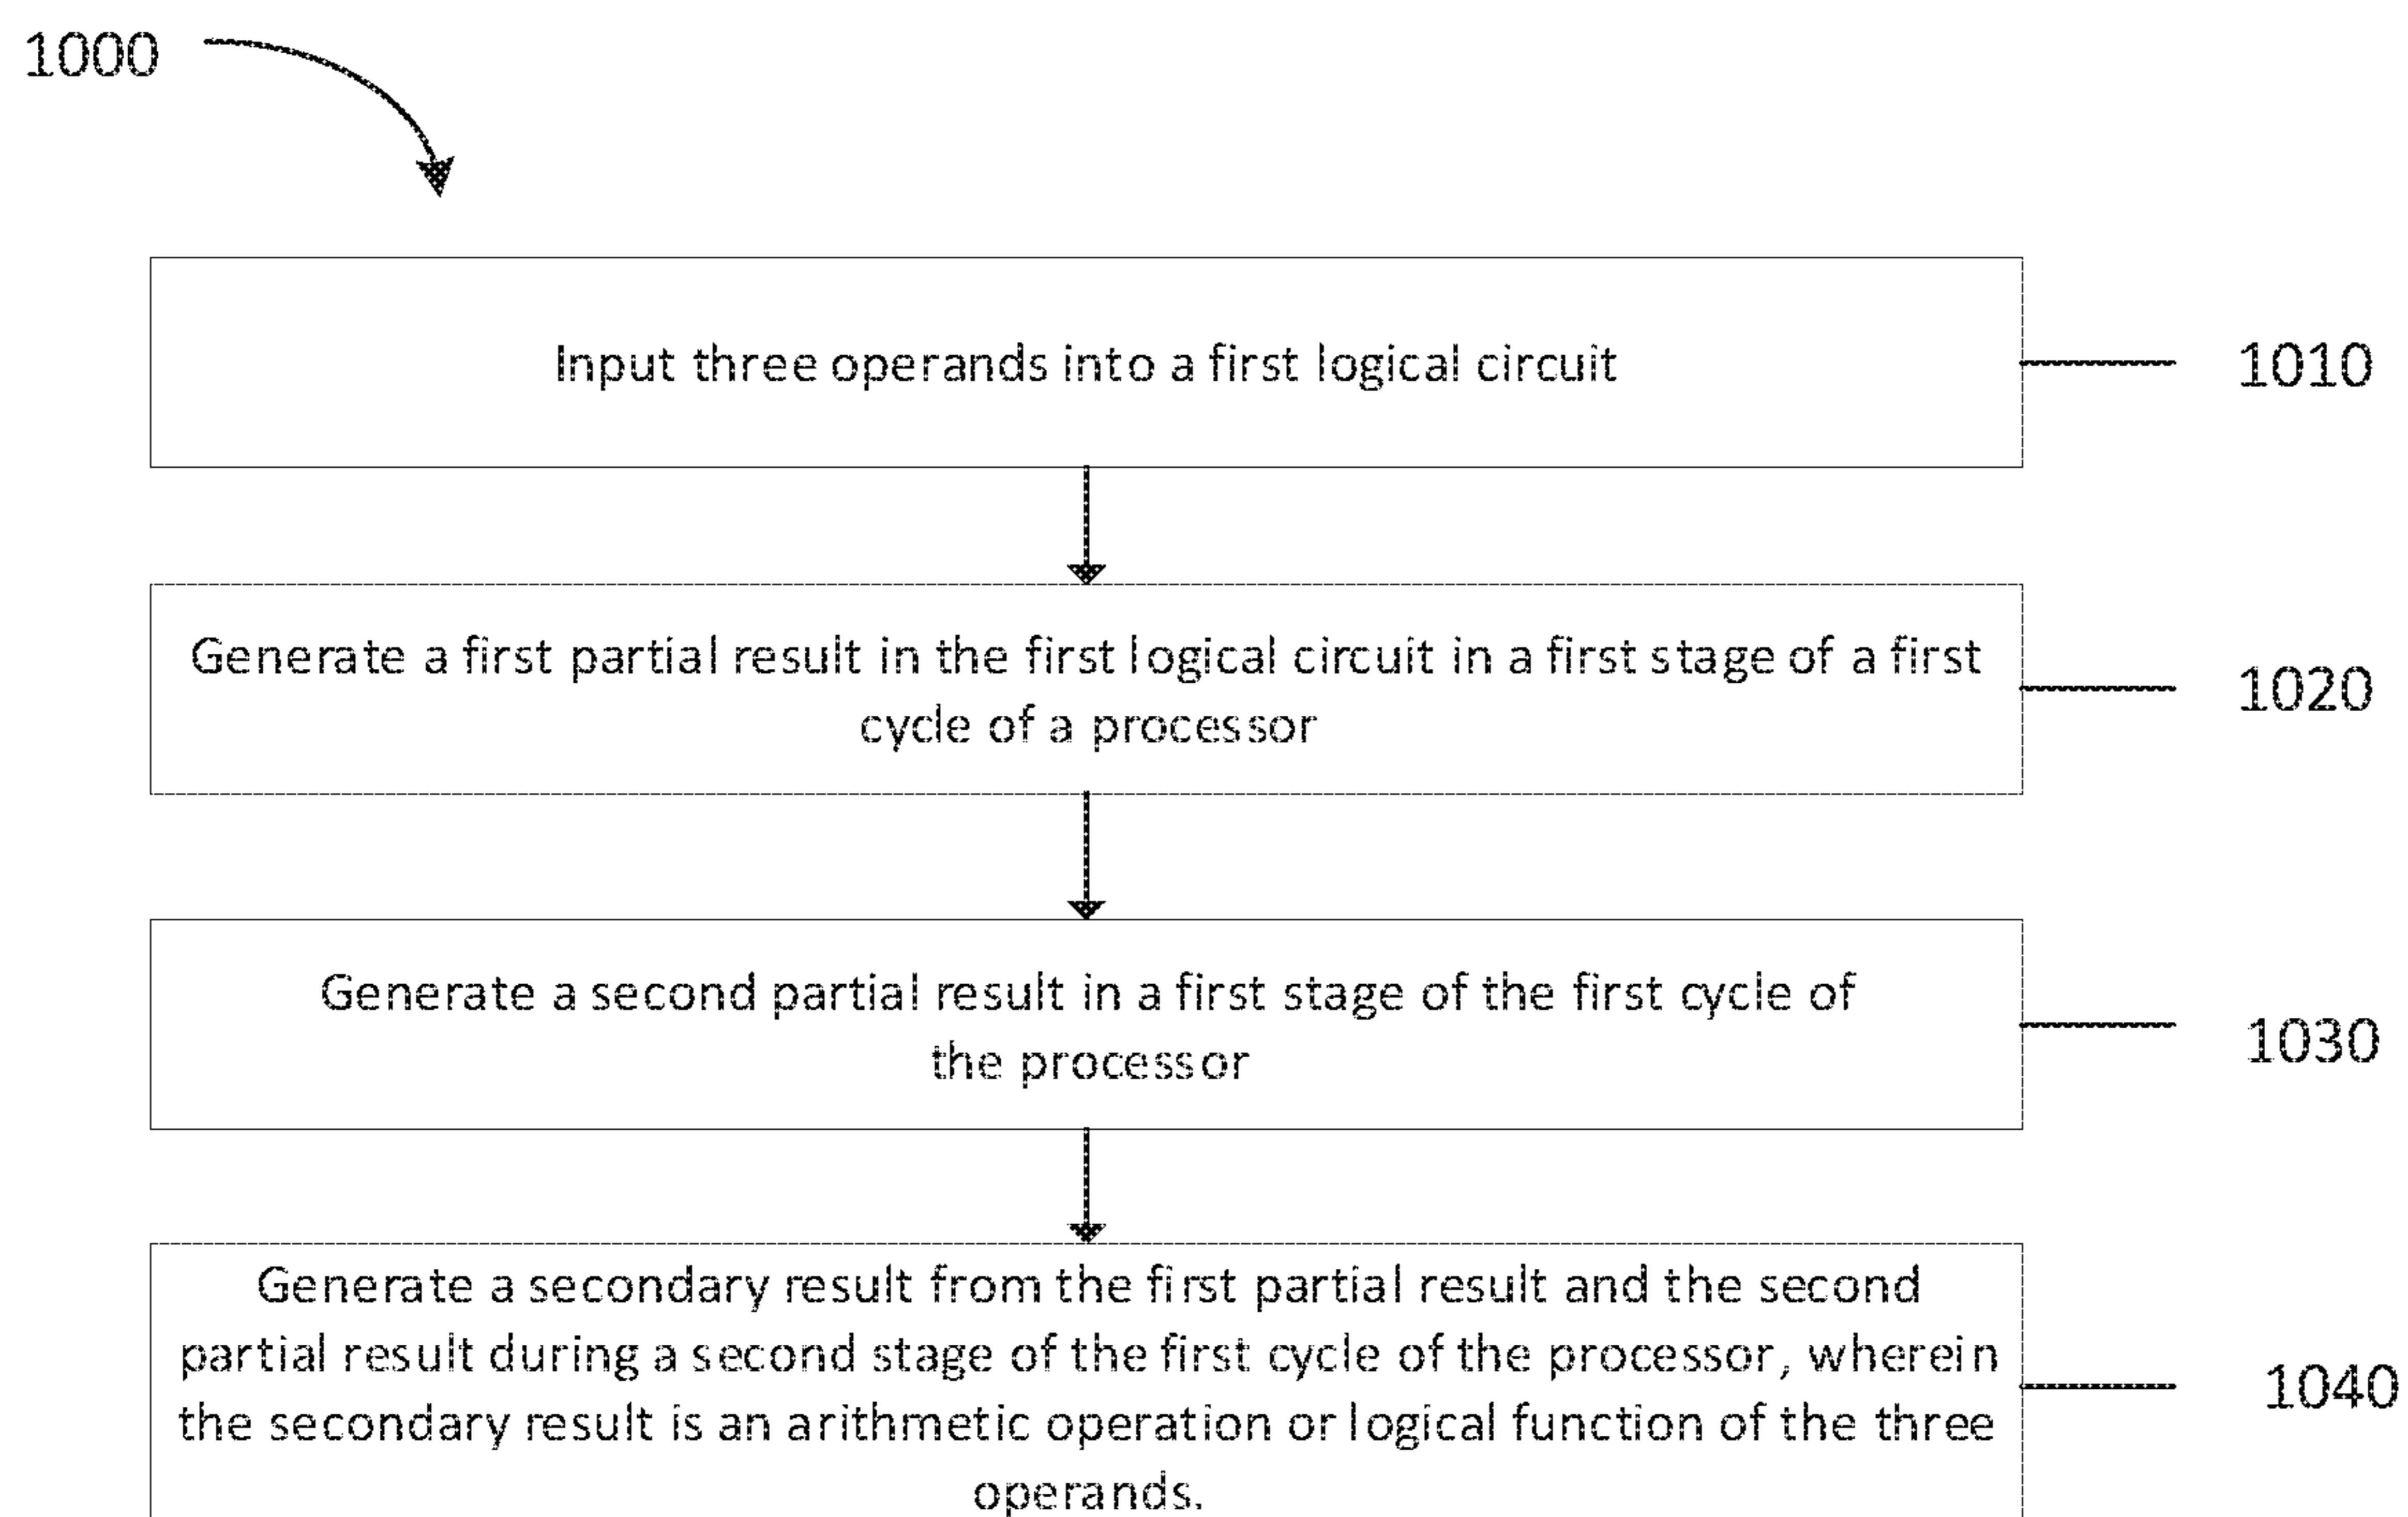 1000
Input three operands into a first logical circuit
1010
Generate a first partial result in the first logical circuit in a first stage of a first
cycle of a processor
1020
Generate a second partial result in a first stage of the first cycle of
the processor
1030
Generate a secondary result from the first partial result and the second
partial result during a second stage of the first cycle of the processor, wherein
the secondary result is an arithmetic operation or logical function of the three
operands.
1040